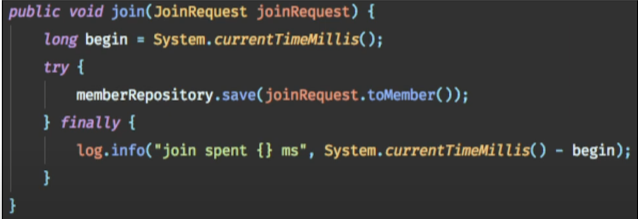 public void join(JoinRequest joinRequest) {
    long begin = System.currentTimeMillis();
    try {
        memberRepository.save(joinRequest.toMember());
    } finally {
        log.info("join spent {} ms", System.currentTimeMillis() - begin);
    }
}